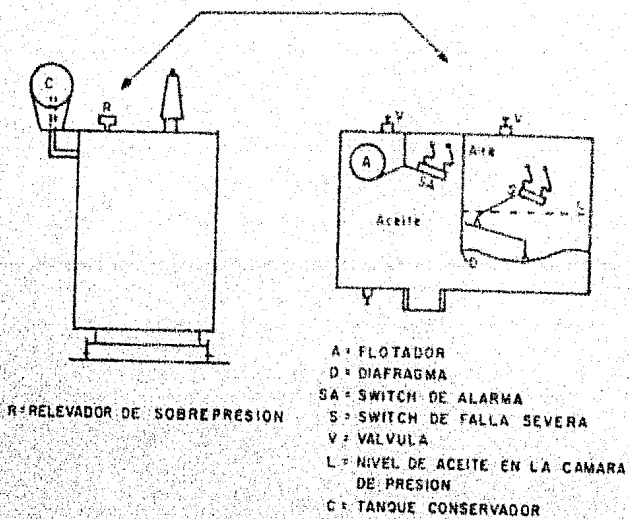 C
R
V
V
A
SA
Aceite
Aire
S
L
D
R=RELEVADOR DE SOBREPRESION
A = FLOTADOR
D = DIAFRAGMA
SA = SWITCH DE ALARMA
S = SWITCH DE FALLA SEVERA
V = VALVULA
L = NIVEL DE ACEITE EN LA CAMARA
DE PRESION
C = TANQUE CONSERVADOR